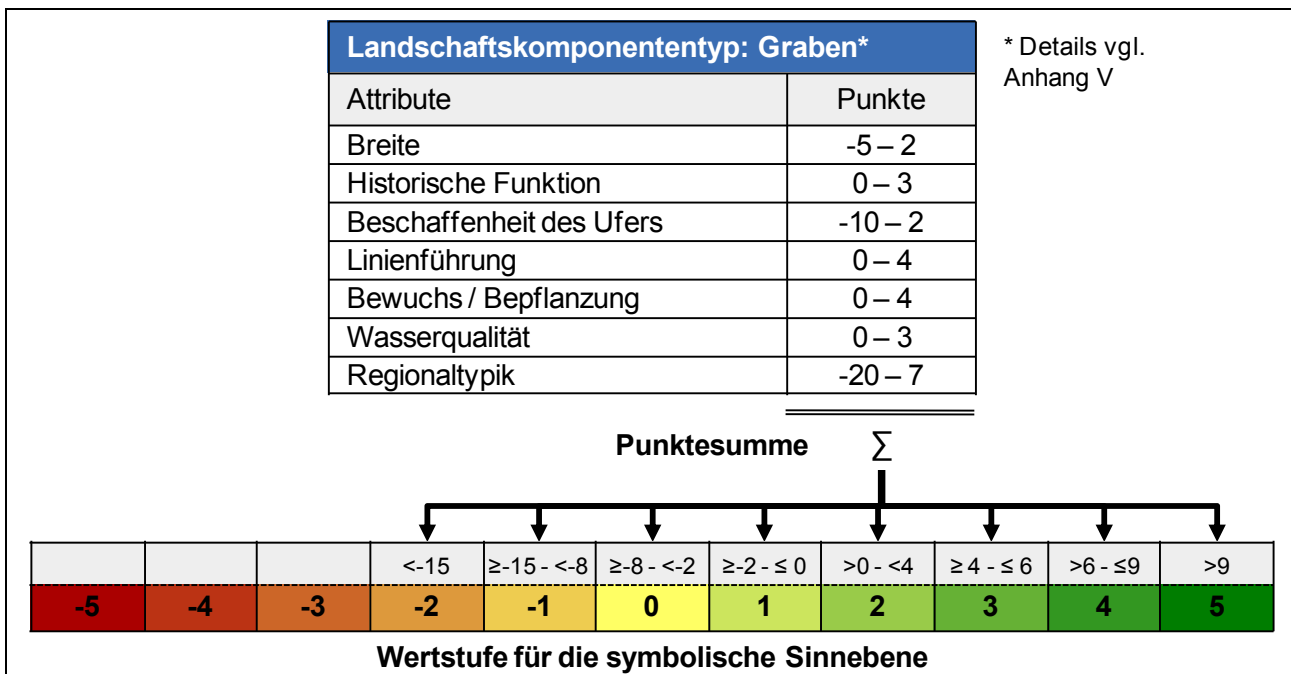 Landschaftskomponententyp: Graben*
* Details vgl.
Anhang V
Attribute Punkte
Breite -5 – 2
Historische Funktion 0 – 3
Beschaffenheit des Ufers -10 – 2
Linienführung 0 – 4
Bewuchs / Bepflanzung 0 – 4
Wasserqualität 0 – 3
Regionaltypik -20 – 7
Punktesumme ∑
<-15 ≥-15 - <-8 ≥-8 - <-2 ≥-2 - ≤ 0 >0 - <4 ≥ 4 - ≤ 6 >6 - ≤9 >9
-5 -4 -3 -2 -1 0 1 2 3 4 5
Wertstufe für die symbolische Sinnebene